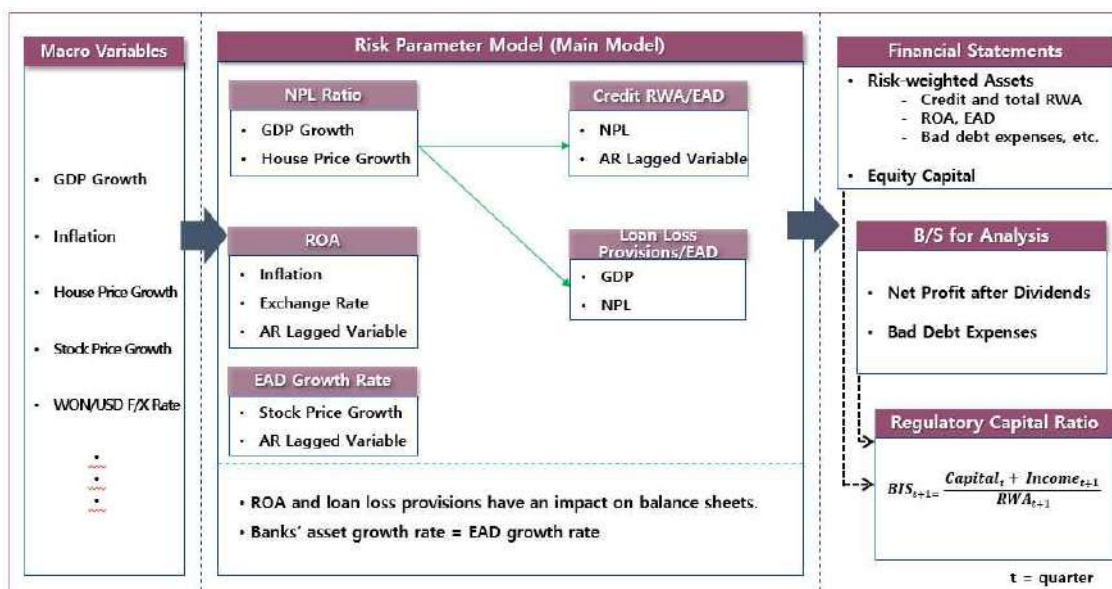 Macro Variables
• GDP Growth
• Inflation
• House Price Growth
• Stock Price Growth
• WON/USD F/X Rate
•
•
•
Risk Parameter Model (Main Model)
NPL Ratio
• GDP Growth
• House Price Growth
Credit RWA/EAD
• NPL
• AR Lagged Variable
ROA
• Inflation
• Exchange Rate
• AR Lagged Variable
Loan Loss
Provisions/EAD
• GDP
• NPL
EAD Growth Rate
• Stock Price Growth
• AR Lagged Variable
• ROA and loan loss provisions have an impact on balance sheets.
• Banks’ asset growth rate = EAD growth rate
Financial Statements
• Risk-weighted Assets
- Credit and total RWA
- ROA, EAD
- Bad debt expenses, etc.
• Equity Capital
B/S for Analysis
• Net Profit after Dividends
• Bad Debt Expenses
Regulatory Capital Ratio
BIS_{t+1=} \frac{Capital_t + Income_{t+1}}{RWA_{t+1}}
t = quarter